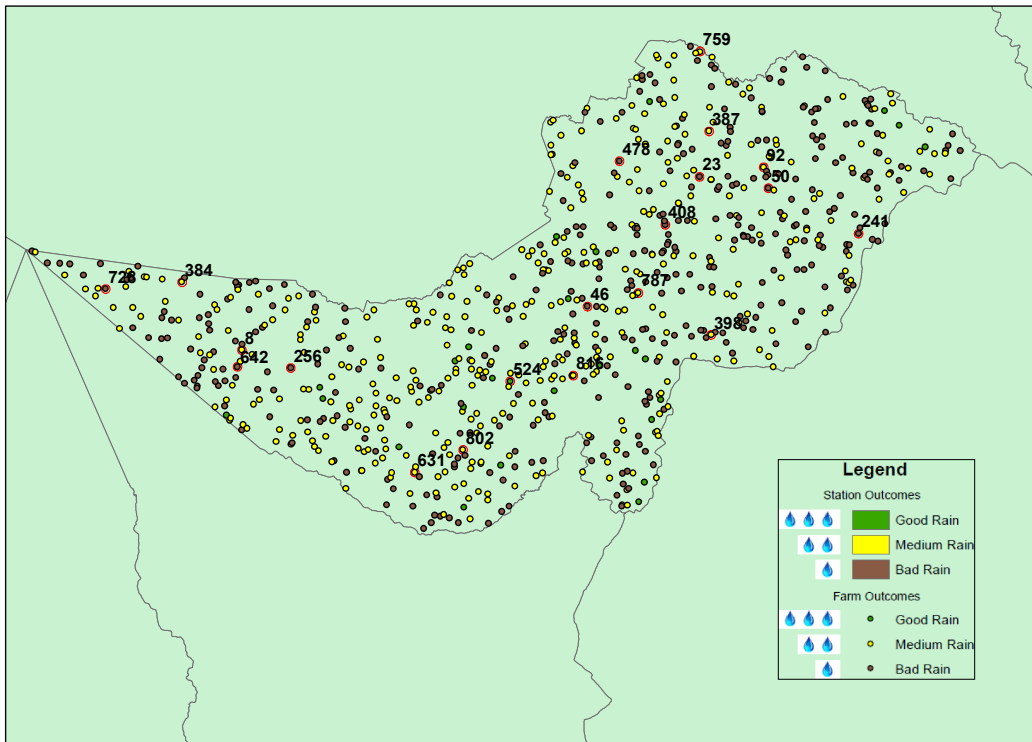 759
387
478
92
23
50
408
241
384
728
787
46
398
8
642
256
816
524
802
631
Legend
Station Outcomes
Good Rain
Medium Rain
Bad Rain
Farm Outcomes
Good Rain
Medium Rain
Bad Rain